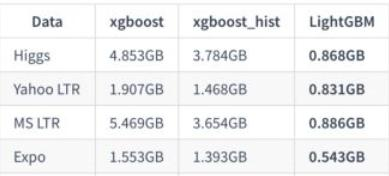 Data xgboost xgboost_hist LightGBM
Higgs 4.853GB 3.784GB 0.868GB
Yahoo LTR 1.907GB 1.468GB 0.831GB
MS LTR 5.469GB 3.654GB 0.886GB
Expo 1.553GB 1.393GB 0.543GB